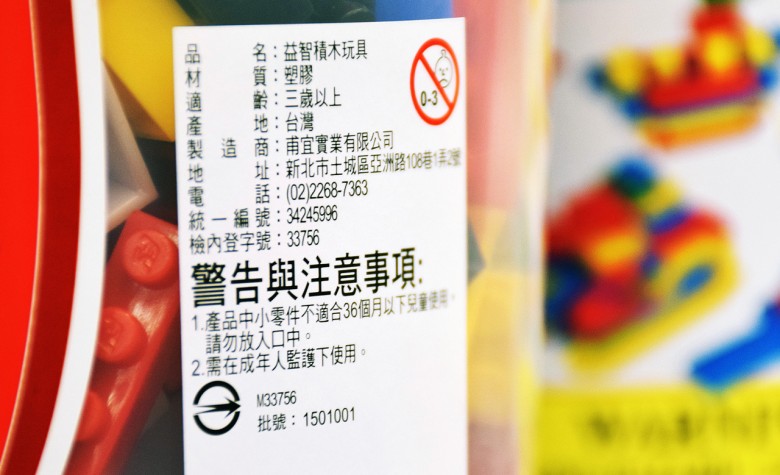 品名：益智積木玩具
材質：塑膠
適齡：三歲以上
產地：台灣
製造商：甫宜實業有限公司
地址：新北市土城區亞洲路108巷1弄2號
電話：(02)2268-7363
統一編號：34245996
檢內登字號：33756
0-3
警告與注意事項:
1.產品中小零件不適合36個月以下兒童使用。
請勿放入口中。
2.需在成年人監護下使用。
M33756
批號：1501001